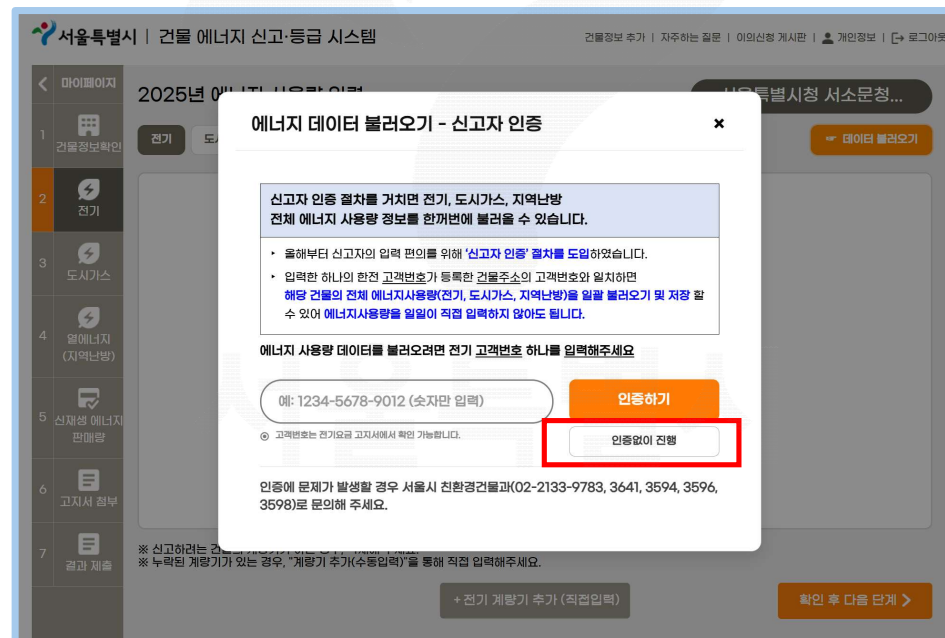 서울특별시 | 건물 에너지 신고·등급 시스템
건물정보 추가 | 자주하는 질문 | 이의신청 게시판 | 개인정보 | 로그아웃
마이페이지
2025년
서울특별시청 서소문청...
1 건물정보확인
2 전기
3 도시가스
4 열에너지
(지역난방)
5 신재생 에너지
판매량
6 고지서 첨부
7 결과 제출
전기
데이터 불러오기
에너지 데이터 불러오기 - 신고자 인증
신고자 인증 절차를 거치면 전기, 도시가스, 지역난방
전체 에너지 사용량 정보를 한꺼번에 불러올 수 있습니다.
‣ 올해부터 신고자의 입력 편의를 위해 '신고자 인증' 절차를 도입하였습니다.
‣ 입력한 하나의 한전 고객번호가 등록한 건물주소의 고객번호와 일치하면
해당 건물의 전체 에너지사용량(전기, 도시가스, 지역난방)을 일괄 불러오기 및 저장 할
수 있어 에너지사용량을 일일이 직접 입력하지 않아도 됩니다.
에너지 사용량 데이터를 불러오려면 전기 고객번호 하나를 입력해주세요
예: 1234-5678-9012 (숫자만 입력)
인증하기
고객번호는 전기요금 고지서에서 확인 가능합니다.
인증없이 진행
인증에 문제가 발생할 경우 서울시 친환경건물과(02-2133-9783, 3641, 3594, 3596,
3598)로 문의해 주세요.
※ 신고하려는
※ 누락된 계량기가 있는 경우, "계량기 추가(수동입력)"을 통해 직접 입력해주세요.
+ 전기 계량기 추가 (직접입력)
확인 후 다음 단계